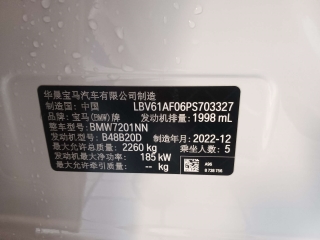 华晨宝马汽车有限公司制造
制造国: 中国 LBV61AF06PS703327
品牌: 宝马(BMW)牌 发动机排量: 1998 mL
整车型号: BMW7201NN
发动机型号: B48B20D 制造年月: 2022-12
最大允许总质量: 2260 kg 乘坐人数: 5
发动机最大净功率: 185 kW
最大允许牵引质量: -- kg